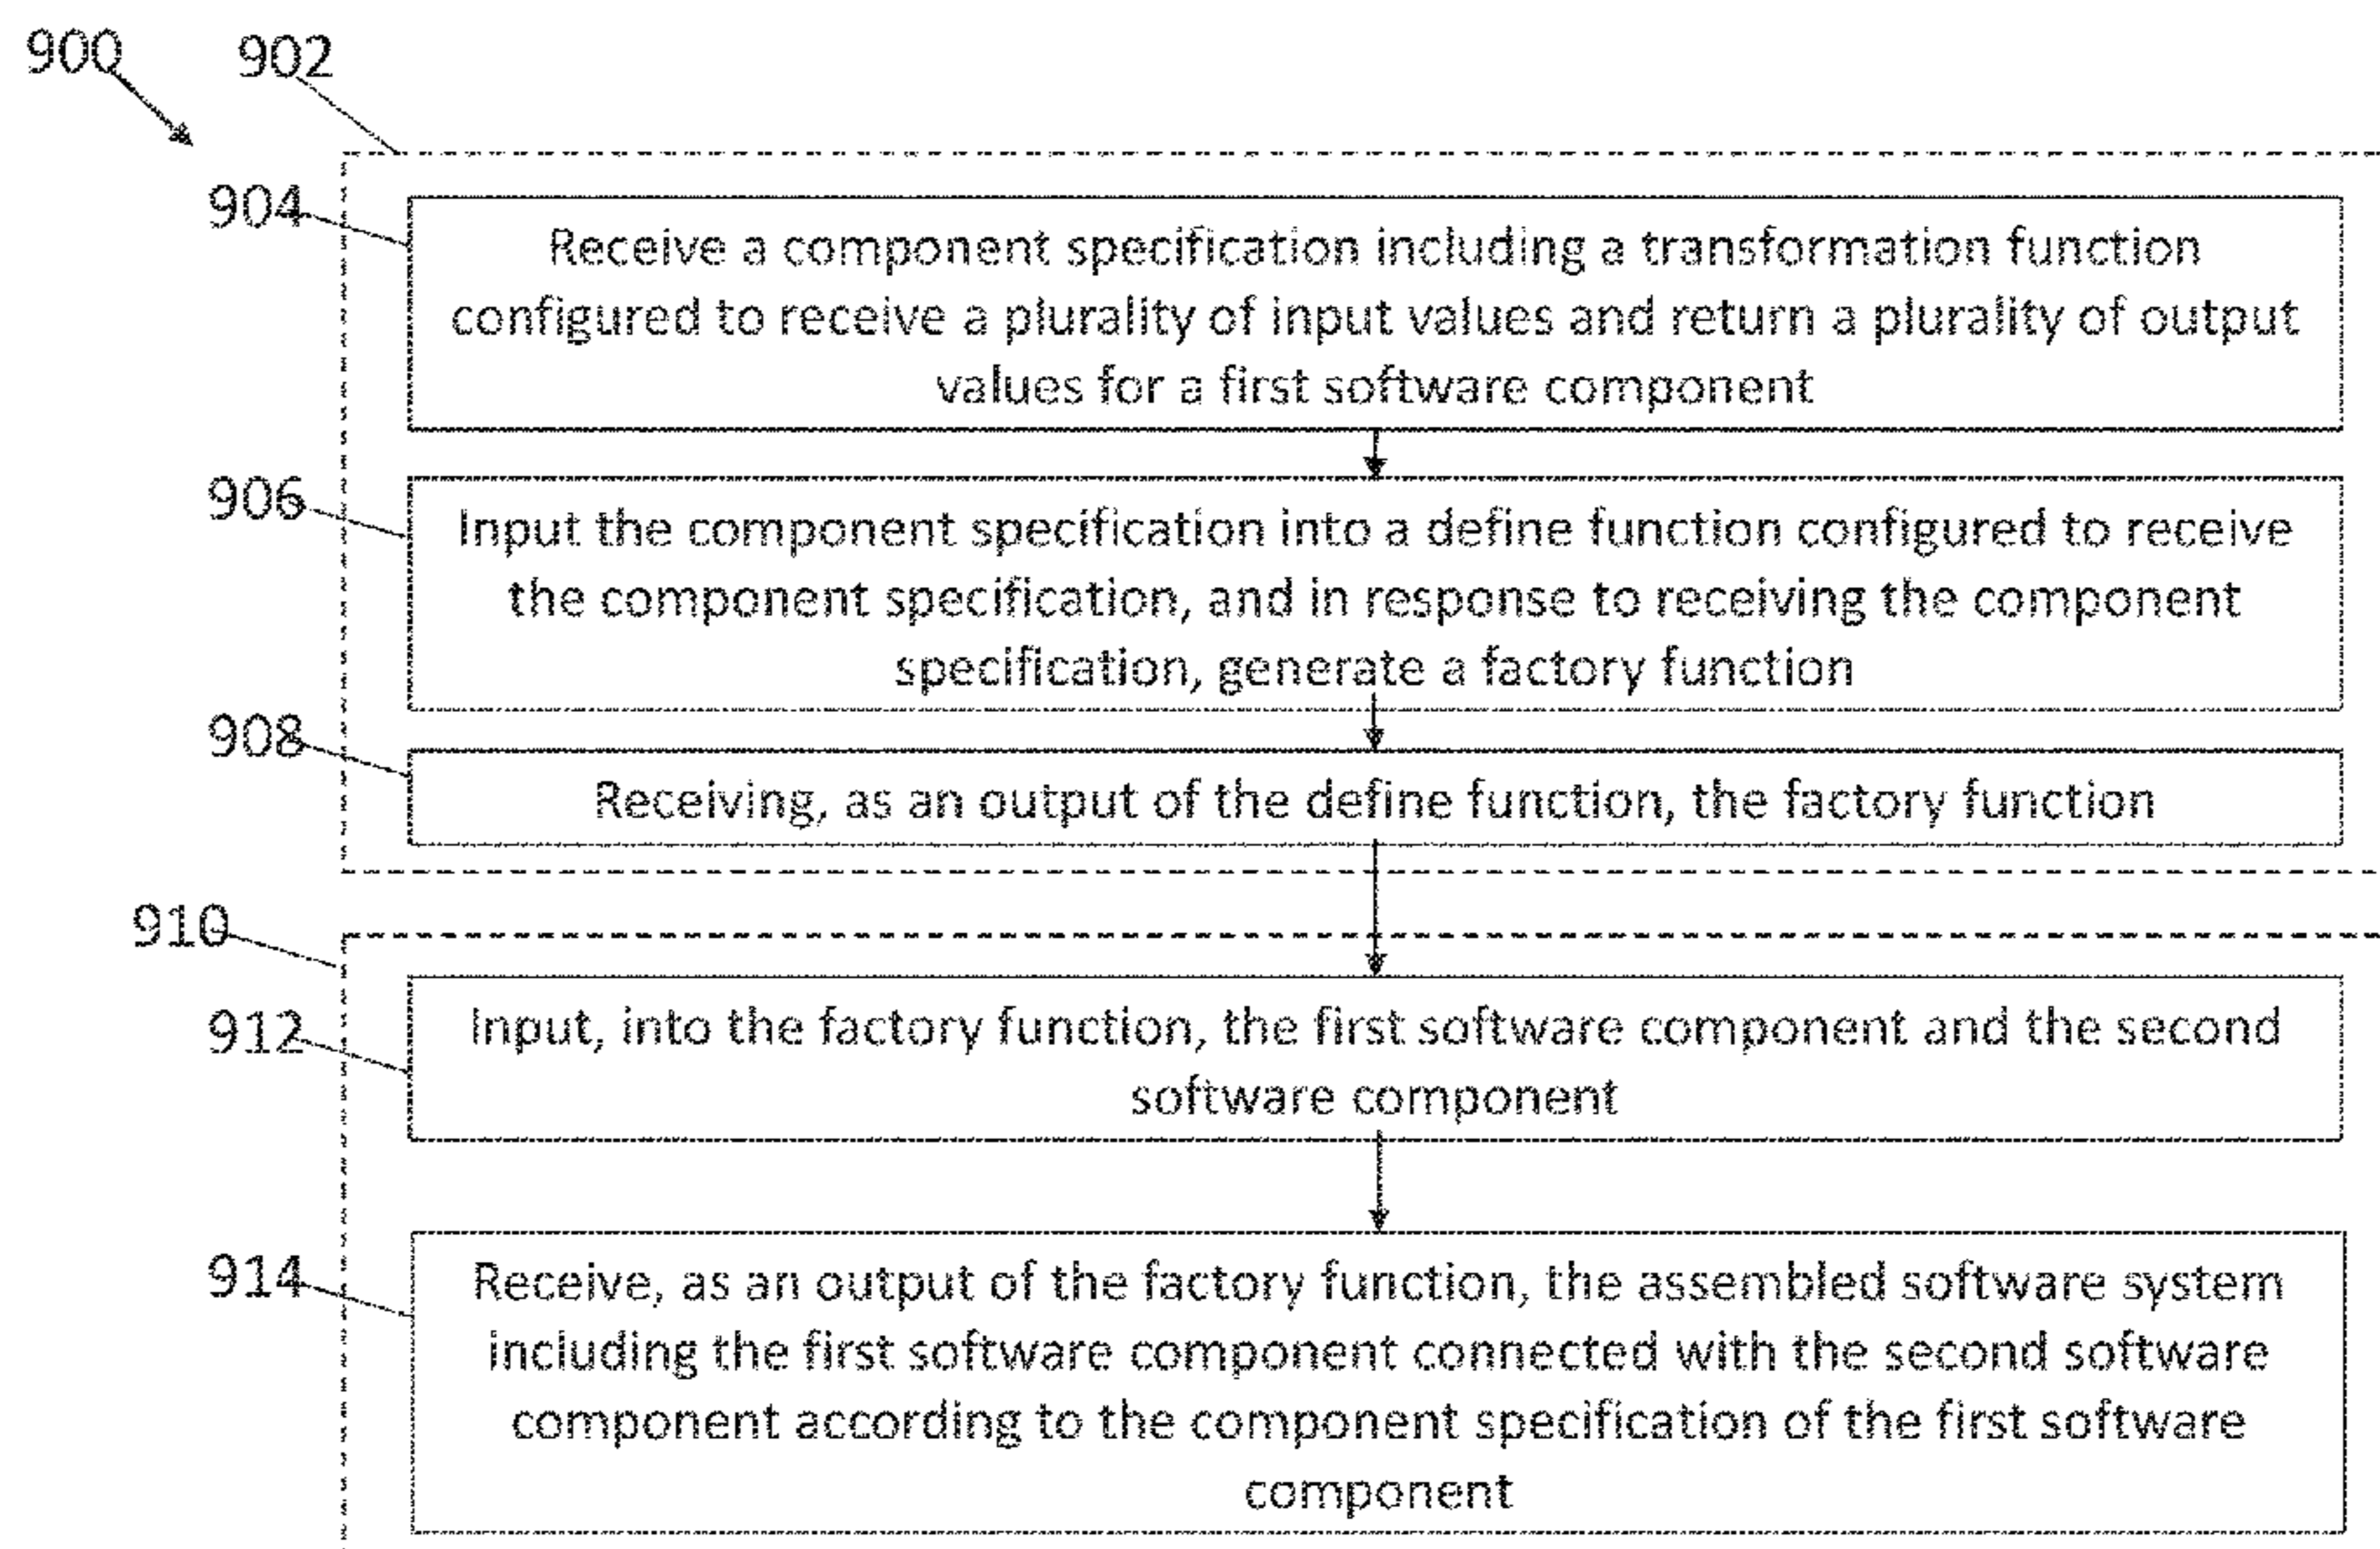 900
902
904
Receive a component specification including a transformation function
configured to receive a plurality of input values and return a plurality of output
values for a first software component
906
Input the component specification into a define function configured to receive
the component specification, and in response to receiving the component
specification, generate a factory function
908
Receiving, as an output of the define function, the factory function
910
912
Input, into the factory function, the first software component and the second
software component
914
Receive, as an output of the factory function, the assembled software system
including the first software component connected with the second software
component according to the component specification of the first software
component